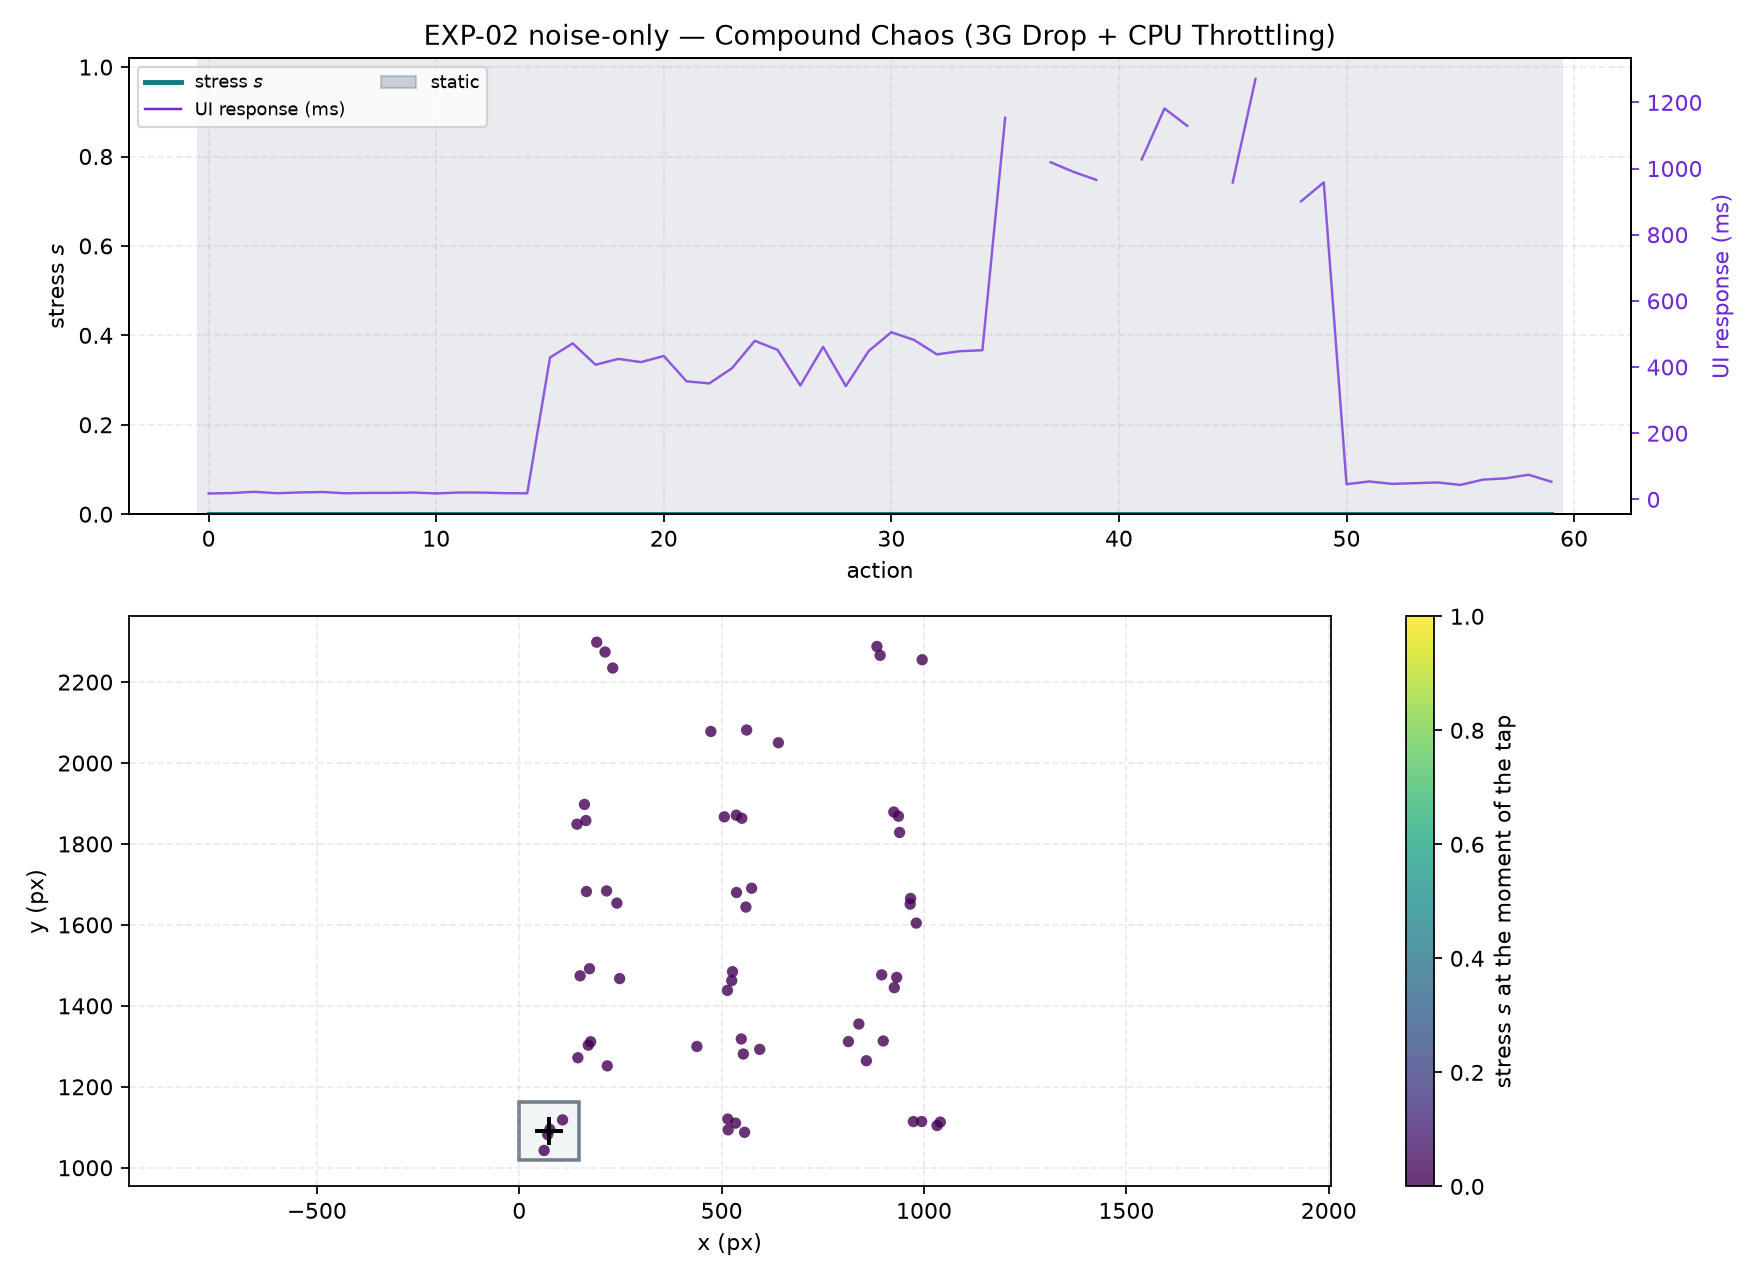 EXP-02 noise-only — Compound Chaos (3G Drop + CPU Throttling)
stress s
UI response (ms)
static
1.0
0.8
0.6
0.4
0.2
0.0
stress s
1200
1000
800
600
400
200
0
UI response (ms)
0 10 20 30 40 50 60
action
2200
2000
1800
1600
1400
1200
1000
y (px)
−500 0 500 1000 1500 2000
x (px)
1.0
0.8
0.6
0.4
0.2
0.0
stress s at the moment of the tap